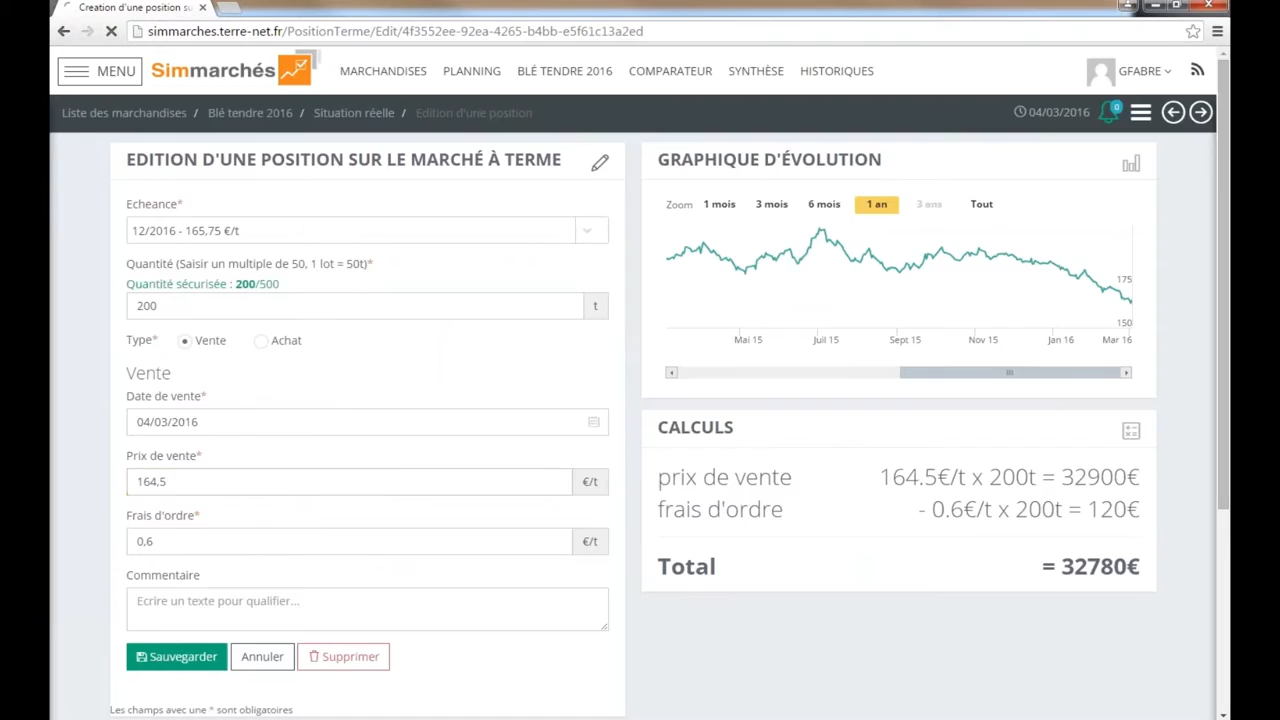 Creation d'une position su
simmarches.terre-net.fr/PositionTerme/Edit/4f3552ee-92ea-4265-b4bb-e5f61c13a2ed
MENU
Simmarchés
MARCHANDISES
PLANNING
BLÉ TENDRE 2016
COMPARATEUR
SYNTHÈSE
HISTORIQUES
GFABRE
Liste des marchandises / Blé tendre 2016 / Situation réelle / Edition d'une position
04/03/2016
0
EDITION D'UNE POSITION SUR LE MARCHÉ À TERME
Echeance*
12/2016 - 165,75 €/t
Quantité (Saisir un multiple de 50, 1 lot = 50t)*
Quantité sécurisée : 200/500
200
t
Type*
Vente
Achat
Vente
Date de vente*
04/03/2016
Prix de vente*
164,5
€/t
Frais d'ordre*
0,6
€/t
Commentaire
Ecrire un texte pour qualifier...
Sauvegarder
Annuler
Supprimer
Les champs avec une * sont obligatoires
GRAPHIQUE D'ÉVOLUTION
Zoom
1 mois
3 mois
6 mois
1 an
3 ans
Tout
175
150
Mai 15
Juil 15
Sept 15
Nov 15
Jan 16
Mar 16
CALCULS
prix de vente 164.5€/t x 200t = 32900€
frais d'ordre - 0.6€/t x 200t = 120€
Total = 32780€